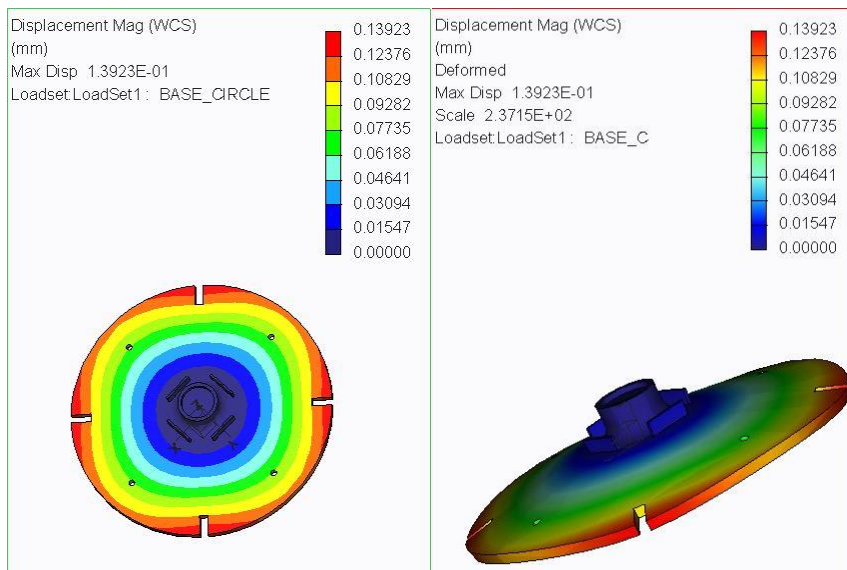 Displacement Mag (WCS)
(mm)
Max Disp 1.3923E-01
Loadset:LoadSet1 : BASE_CIRCLE
0.13923
0.12376
0.10829
0.09282
0.07735
0.06188
0.04641
0.03094
0.01547
0.00000
Displacement Mag (WCS)
(mm)
Deformed
Max Disp 1.3923E-01
Scale 2.3715E+02
Loadset:LoadSet1 : BASE_C
0.13923
0.12376
0.10829
0.09282
0.07735
0.06188
0.04641
0.03094
0.01547
0.00000